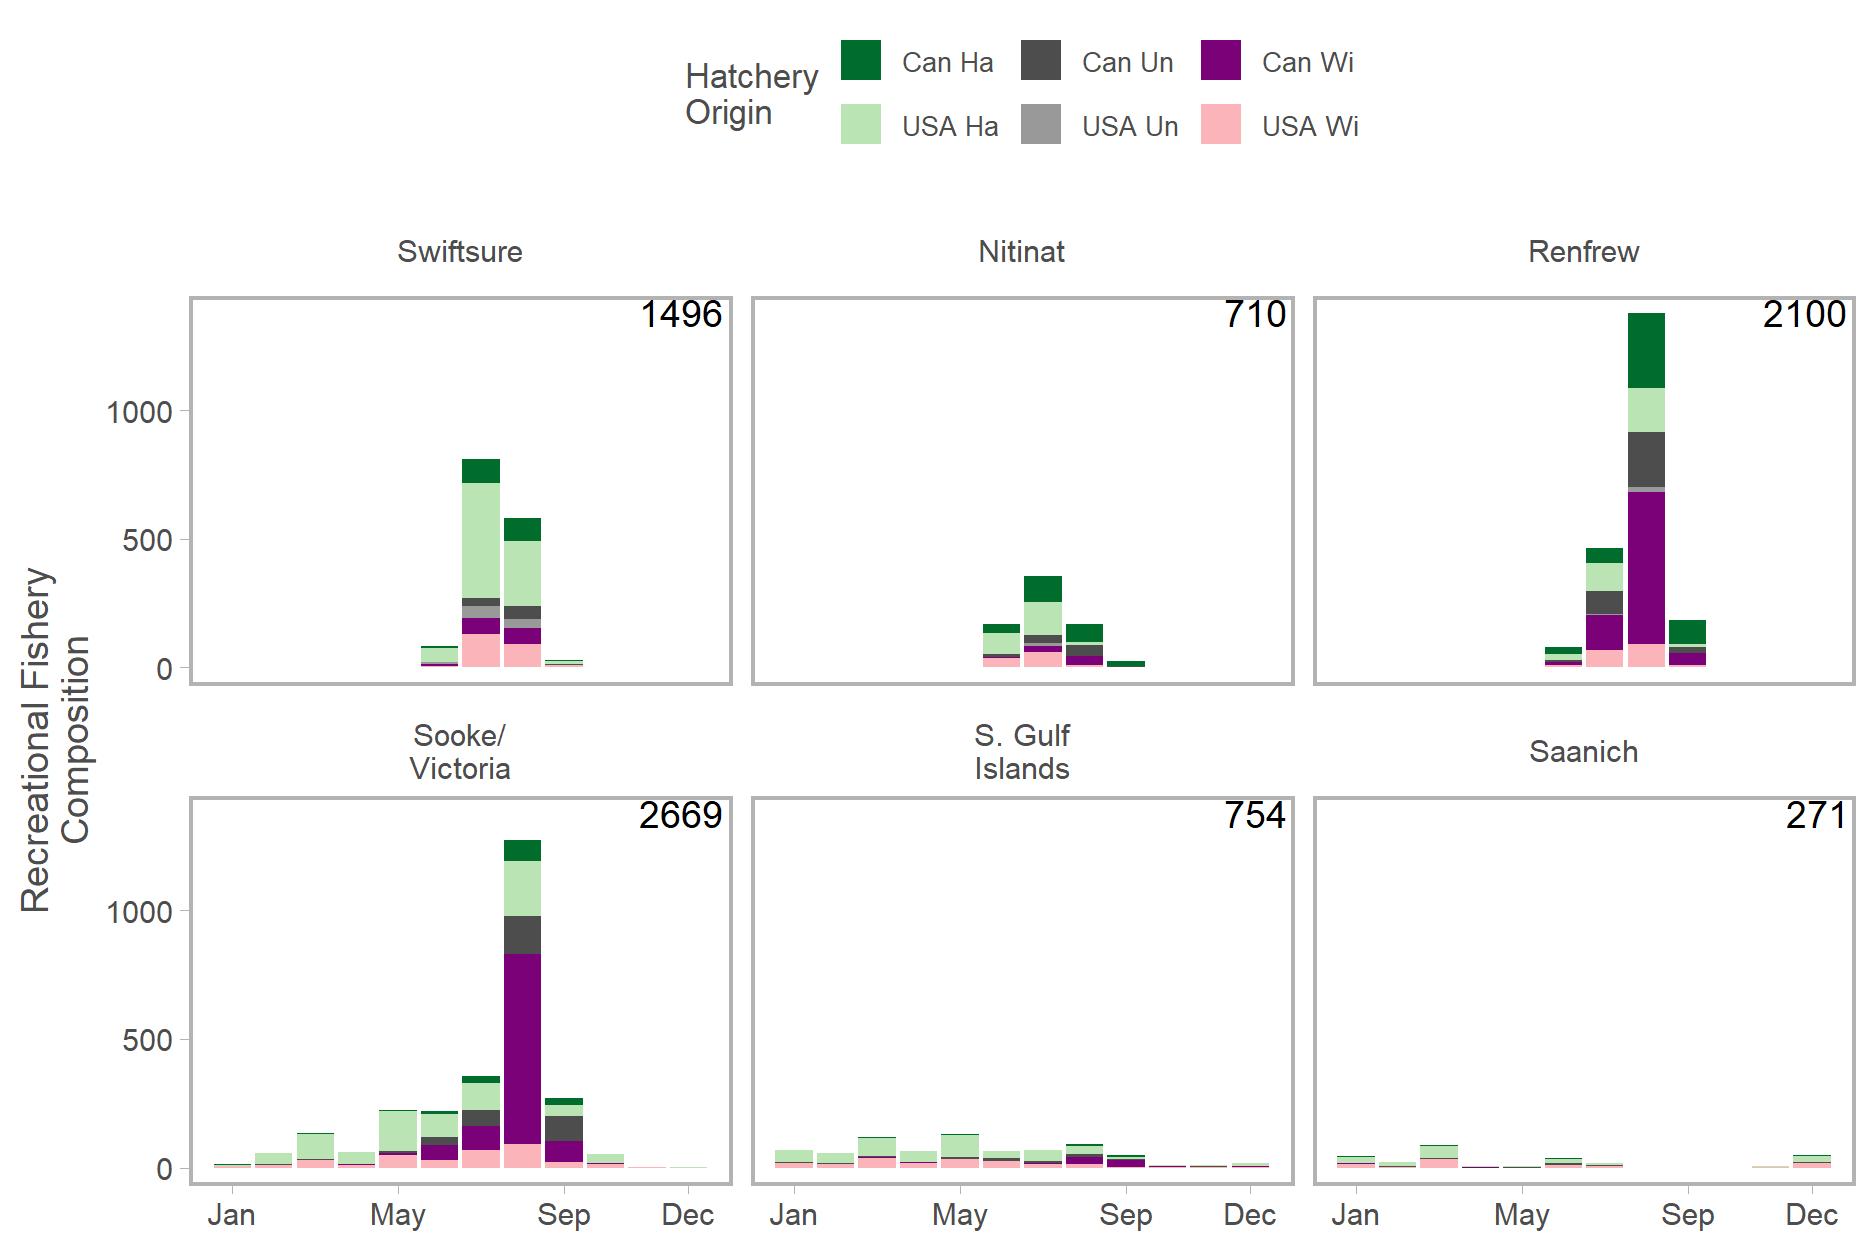 Hatchery
Origin
Can Ha
Can Un
Can Wi
USA Ha
USA Un
USA Wi
Swiftsure
Nitinat
Renfrew
1496
710
2100
1000
500
0
Recreational Fishery
Composition
Sooke/
Victoria
S. Gulf
Islands
Saanich
2669
754
271
1000
500
0
Jan
May
Sep
Dec
Jan
May
Sep
Dec
Jan
May
Sep
Dec